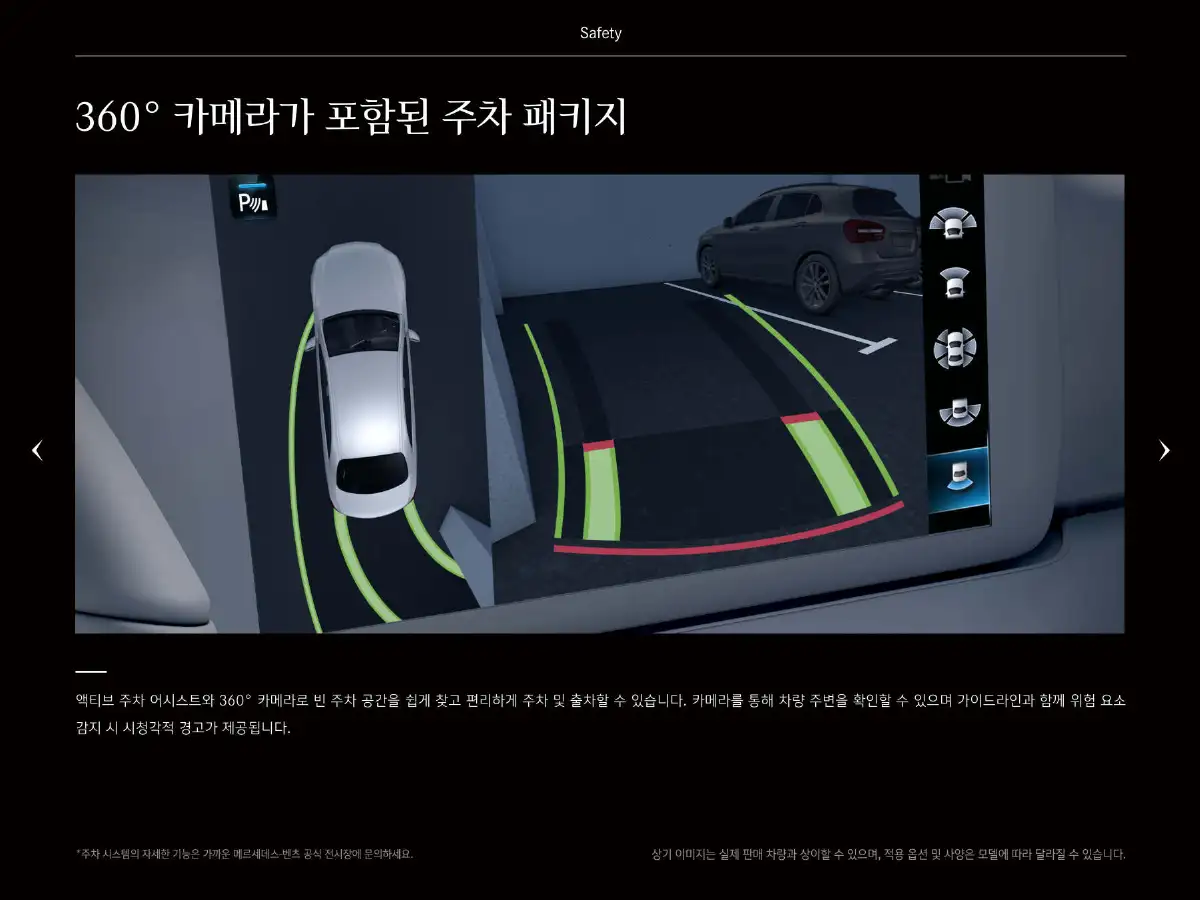 Safety
360° 카메라가 포함된 주차 패키지
P
액티브 주차 어시스트와 360° 카메라로 빈 주차 공간을 쉽게 찾고 편리하게 주차 및 출차할 수 있습니다. 카메라를 통해 차량 주변을 확인할 수 있으며 가이드라인과 함께 위험 요소
감지 시 시청각적 경고가 제공됩니다.
*주차 시스템의 자세한 기능은 가까운 메르세데스-벤츠 공식 전시장에 문의하세요.
상기 이미지는 실제 판매 차량과 상이할 수 있으며, 적용 옵션 및 사양은 모델에 따라 달라질 수 있습니다.